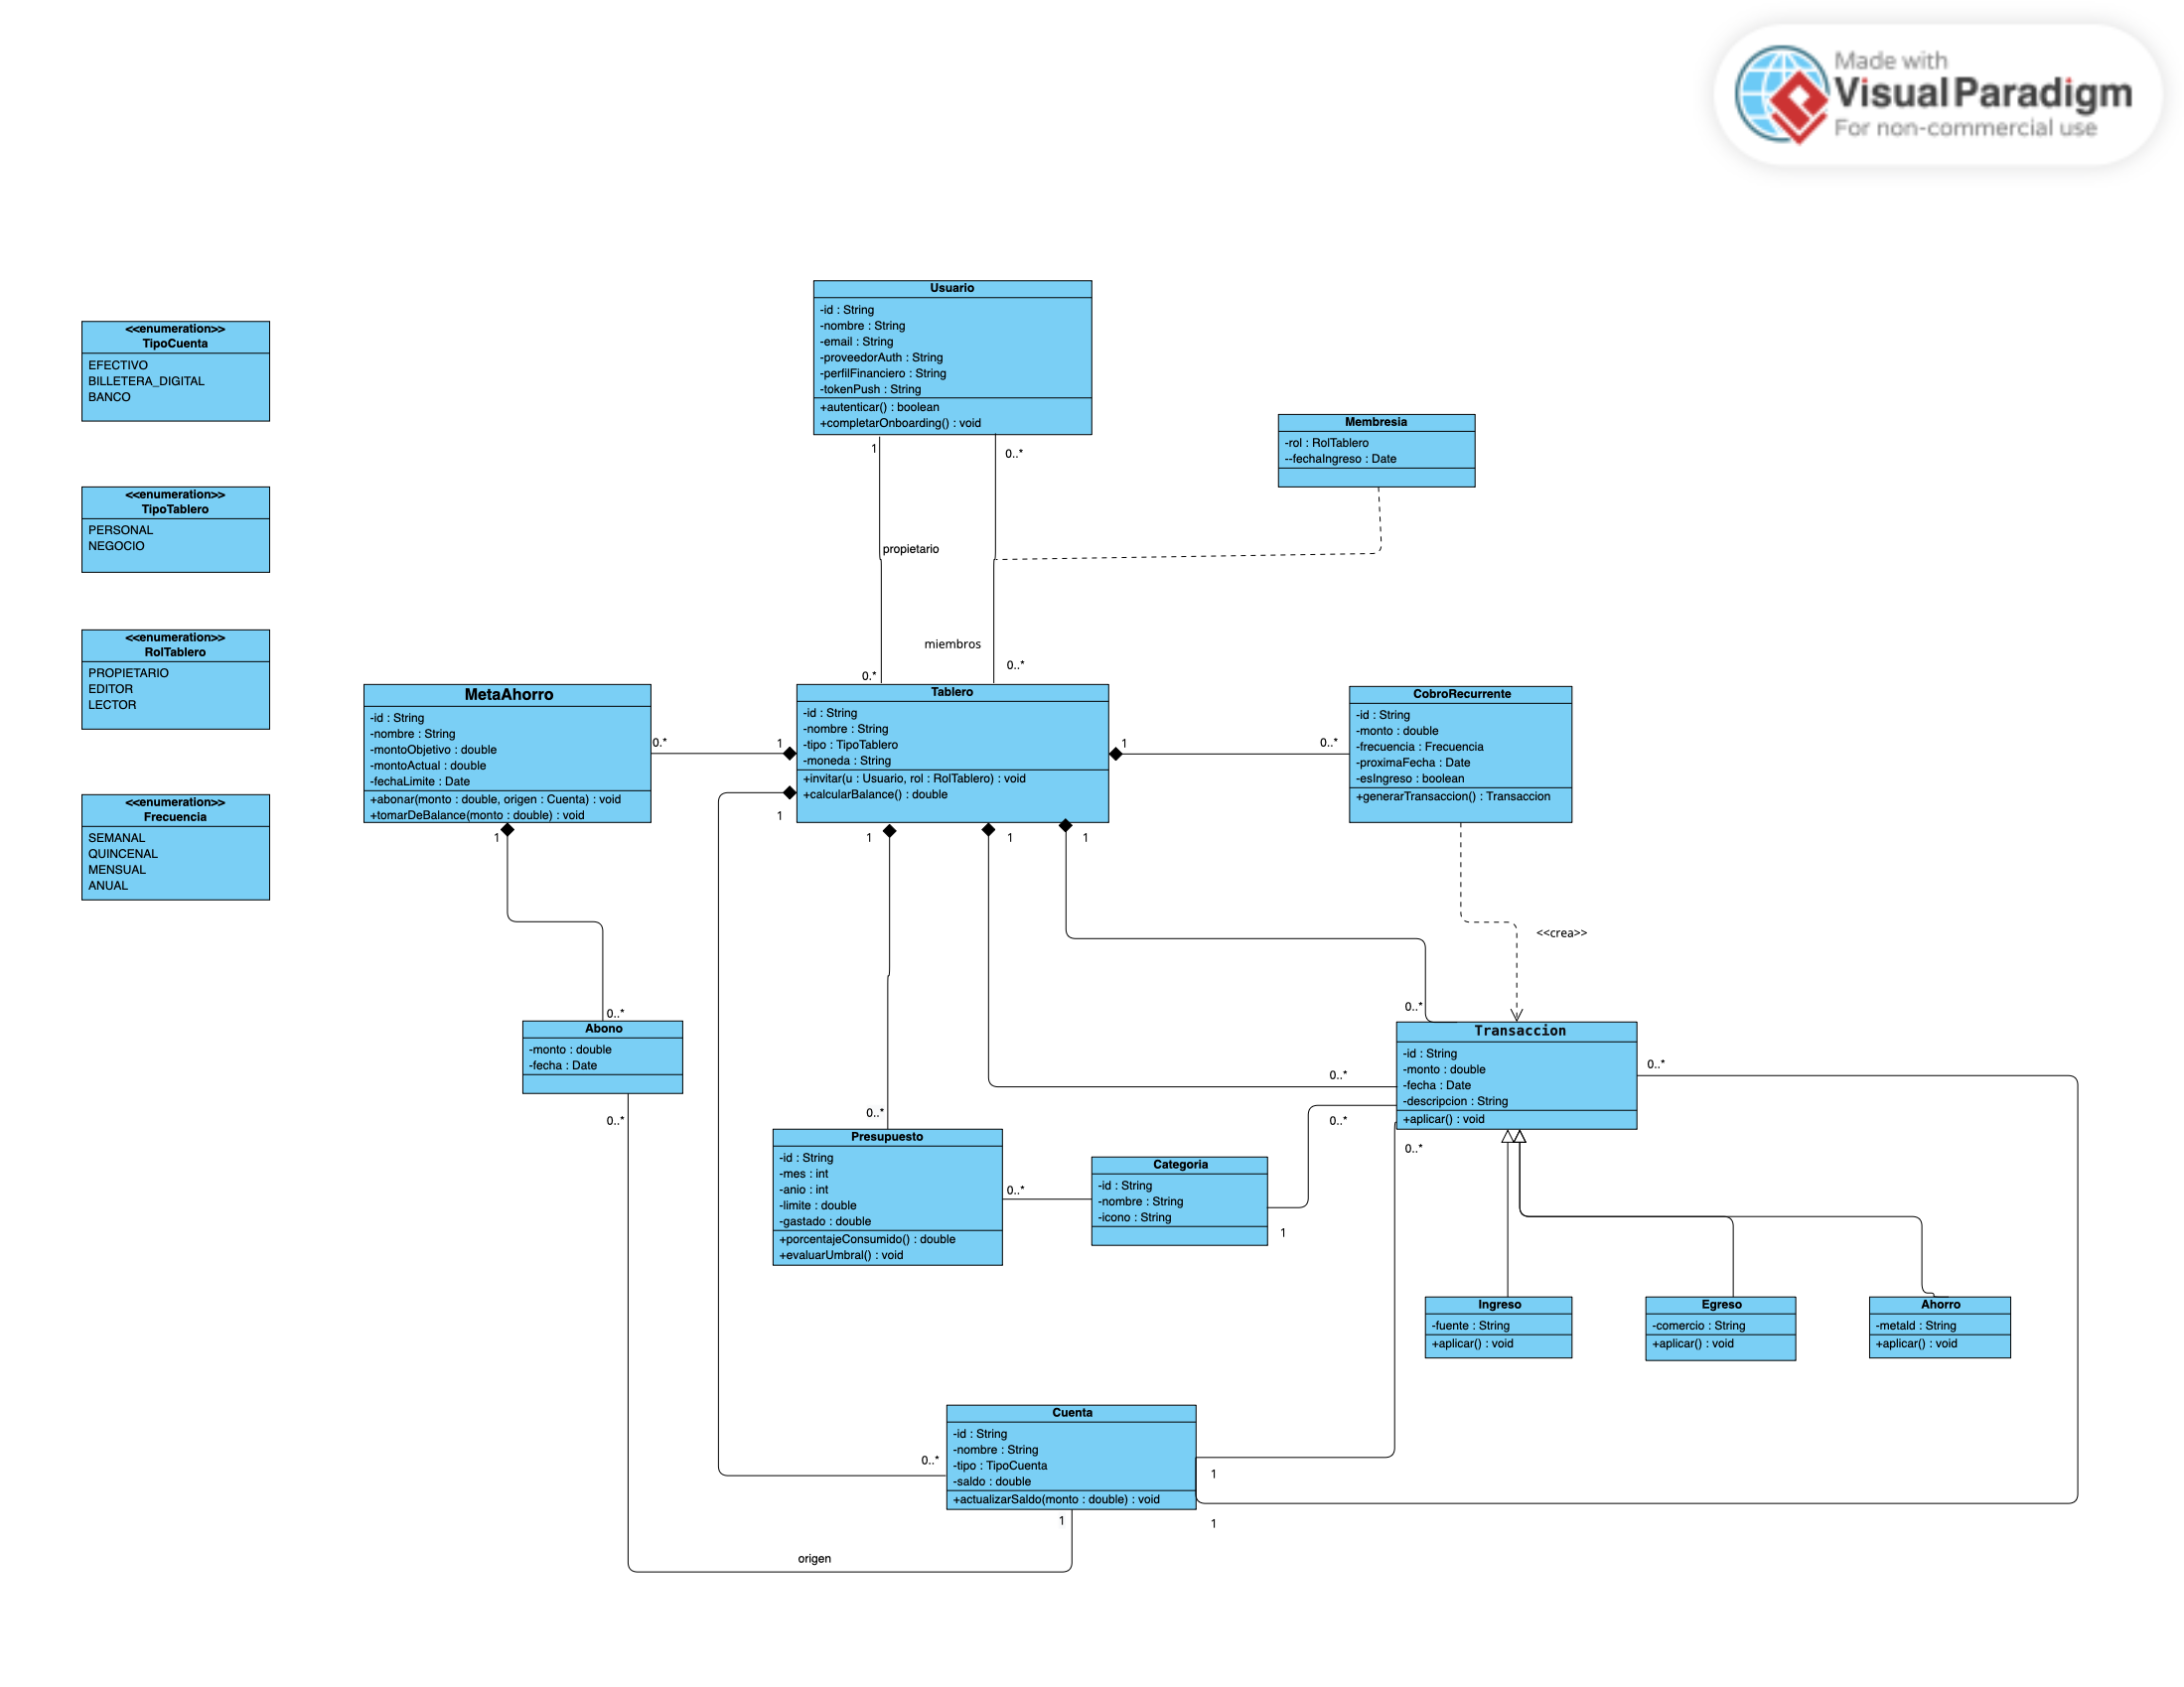 Made with
Visual Paradigm
For non-commercial use
Usuario
-id : String
-nombre : String
-email : String
-proveedorAuth : String
-perfilFinanciero : String
-tokenPush : String
+autenticar() : boolean
+completarOnboarding() : void
1
0..*
propietario
miembros
0.*
0..*
<<enumeration>>
TipoCuenta
EFECTIVO
BILLETERA_DIGITAL
BANCO
<<enumeration>>
TipoTablero
PERSONAL
NEGOCIO
<<enumeration>>
RolTablero
PROPIETARIO
EDITOR
LECTOR
<<enumeration>>
Frecuencia
SEMANAL
QUINCENAL
MENSUAL
ANUAL
Membresia
-rol : RolTablero
--fechaIngreso : Date
MetaAhorro
-id : String
-nombre : String
-montoObjetivo : double
-montoActual : double
-fechaLimite : Date
+abonar(monto : double, origen : Cuenta) : void
+tomarDeBalance(monto : double) : void
0.*
1
1
Tablero
-id : String
-nombre : String
-tipo : TipoTablero
-moneda : String
+invitar(u : Usuario, rol : RolTablero) : void
+calcularBalance() : double
1
0..*
1
1
1
1
CobroRecurrente
-id : String
-monto : double
-frecuencia : Frecuencia
-proximaFecha : Date
-esIngreso : boolean
+generarTransaccion() : Transaccion
<<crea>>
0..*
Abono
-monto : double
-fecha : Date
0..*
0..*
Transaccion
-id : String
-monto : double
-fecha : Date
-descripcion : String
+aplicar() : void
0..*
0..*
0..*
0..*
0..*
Presupuesto
-id : String
-mes : int
-anio : int
-limite : double
-gastado : double
+porcentajeConsumido() : double
+evaluarUmbral() : void
0..*
Categoria
-id : String
-nombre : String
-icono : String
1
Ingreso
-fuente : String
+aplicar() : void
Egreso
-comercio : String
+aplicar() : void
Ahorro
-metaId : String
+aplicar() : void
Cuenta
-id : String
-nombre : String
-tipo : TipoCuenta
-saldo : double
+actualizarSaldo(monto : double) : void
0..*
1
1
1
origen